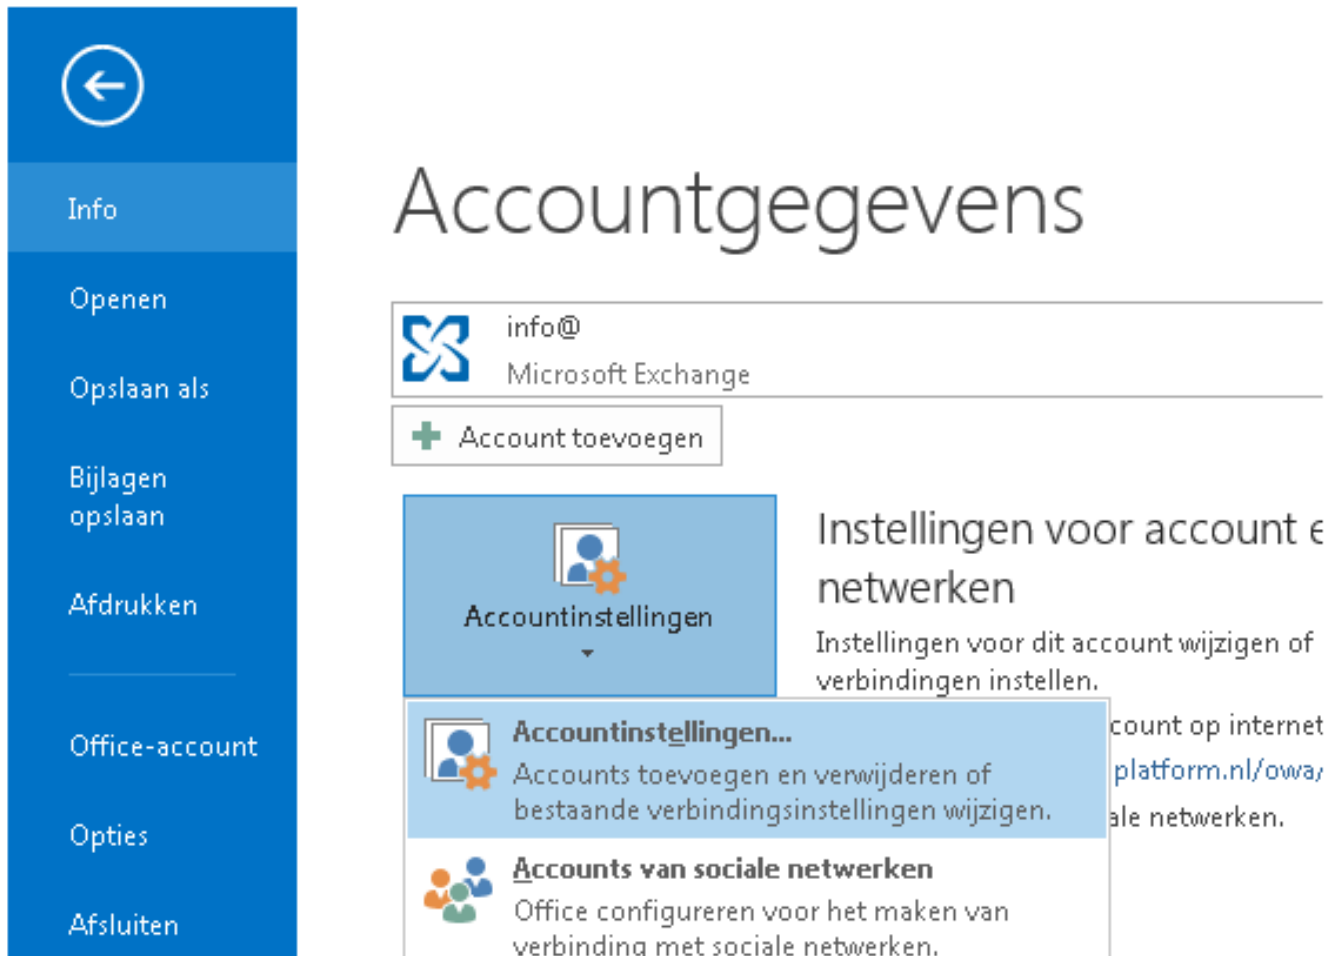 Info
Openen
Opslaan als
Bijlagen
opslaan
Afdrukken
Office-account
Opties
Afsluiten
Accountgegevens
info@
Microsoft Exchange
Account toevoegen
Accountinstellingen
Instellingen voor account e
netwerken
Instellingen voor dit account wijzigen of
verbindingen instellen.
count op internet
platform.nl/owa/
ale netwerken.
Accountinstellingen...
Accounts toevoegen en verwijderen of
bestaande verbindingsinstellingen wijzigen.
Accounts van sociale netwerken
Office configureren voor het maken van
verbinding met sociale netwerken.